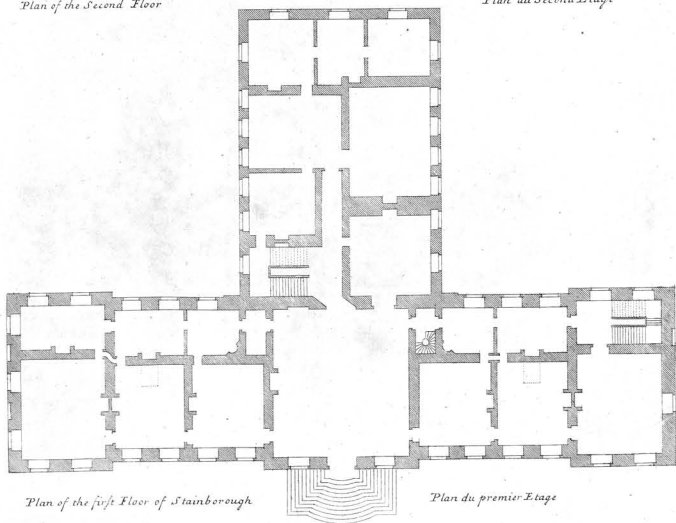 Plan of the Second Floor
Plan du Second Etage
Plan of the first Floor of Stainborough
Plan du premier Etage